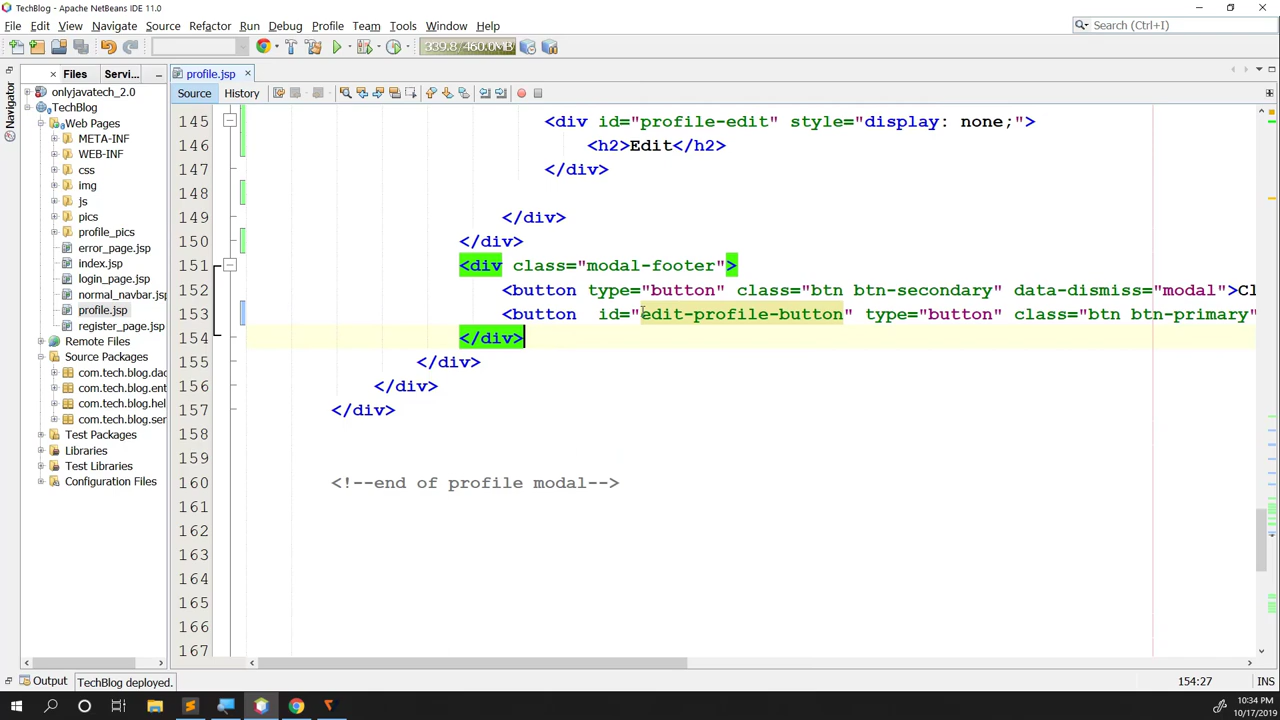 TechBlog - Apache NetBeans IDE 11.0
File Edit View Navigate Source Refactor Run Debug Profile Team Tools Window Help
Search (Ctrl+I)
339.8/460.0MB
Files Servi...
profile.jsp
Navigator
onlyjavatech_2.0
TechBlog
Web Pages
META-INF
WEB-INF
css
img
js
pics
profile_pics
error_page.jsp
index.jsp
login_page.jsp
normal_navbar.jsp
profile.jsp
register_page.jsp
Remote Files
Source Packages
com.tech.blog.dao
com.tech.blog.ent
com.tech.blog.hel
com.tech.blog.ser
Test Packages
Libraries
Test Libraries
Configuration Files
Source History
145 <div id="profile-edit" style="display: none;">
146 <h2>Edit</h2>
147 </div>
148
149 </div>
150 </div>
151 <div class="modal-footer">
152 <button type="button" class="btn btn-secondary" data-dismiss="modal">Cl
153 <button id="edit-profile-button" type="button" class="btn btn-primary"
154 </div>
155 </div>
156 </div>
157 </div>
158
159
160 <!--end of profile modal-->
161
162
163
164
165
166
167
Output TechBlog deployed.
154:27 INS
10:34 PM
10/17/2019